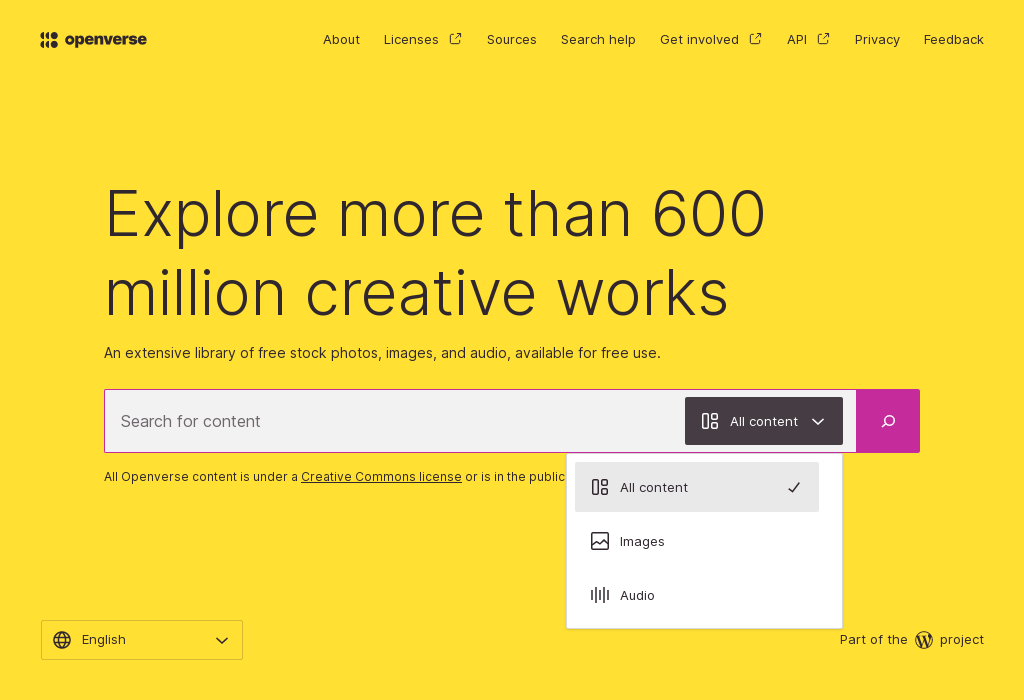 openverse
About Licenses Sources Search help Get involved API Privacy Feedback
Explore more than 600
million creative works
An extensive library of free stock photos, images, and audio, available for free use.
Search for content
All content
All Openverse content is under a Creative Commons license or is in the public
All content
Images
Audio
English
Part of the project